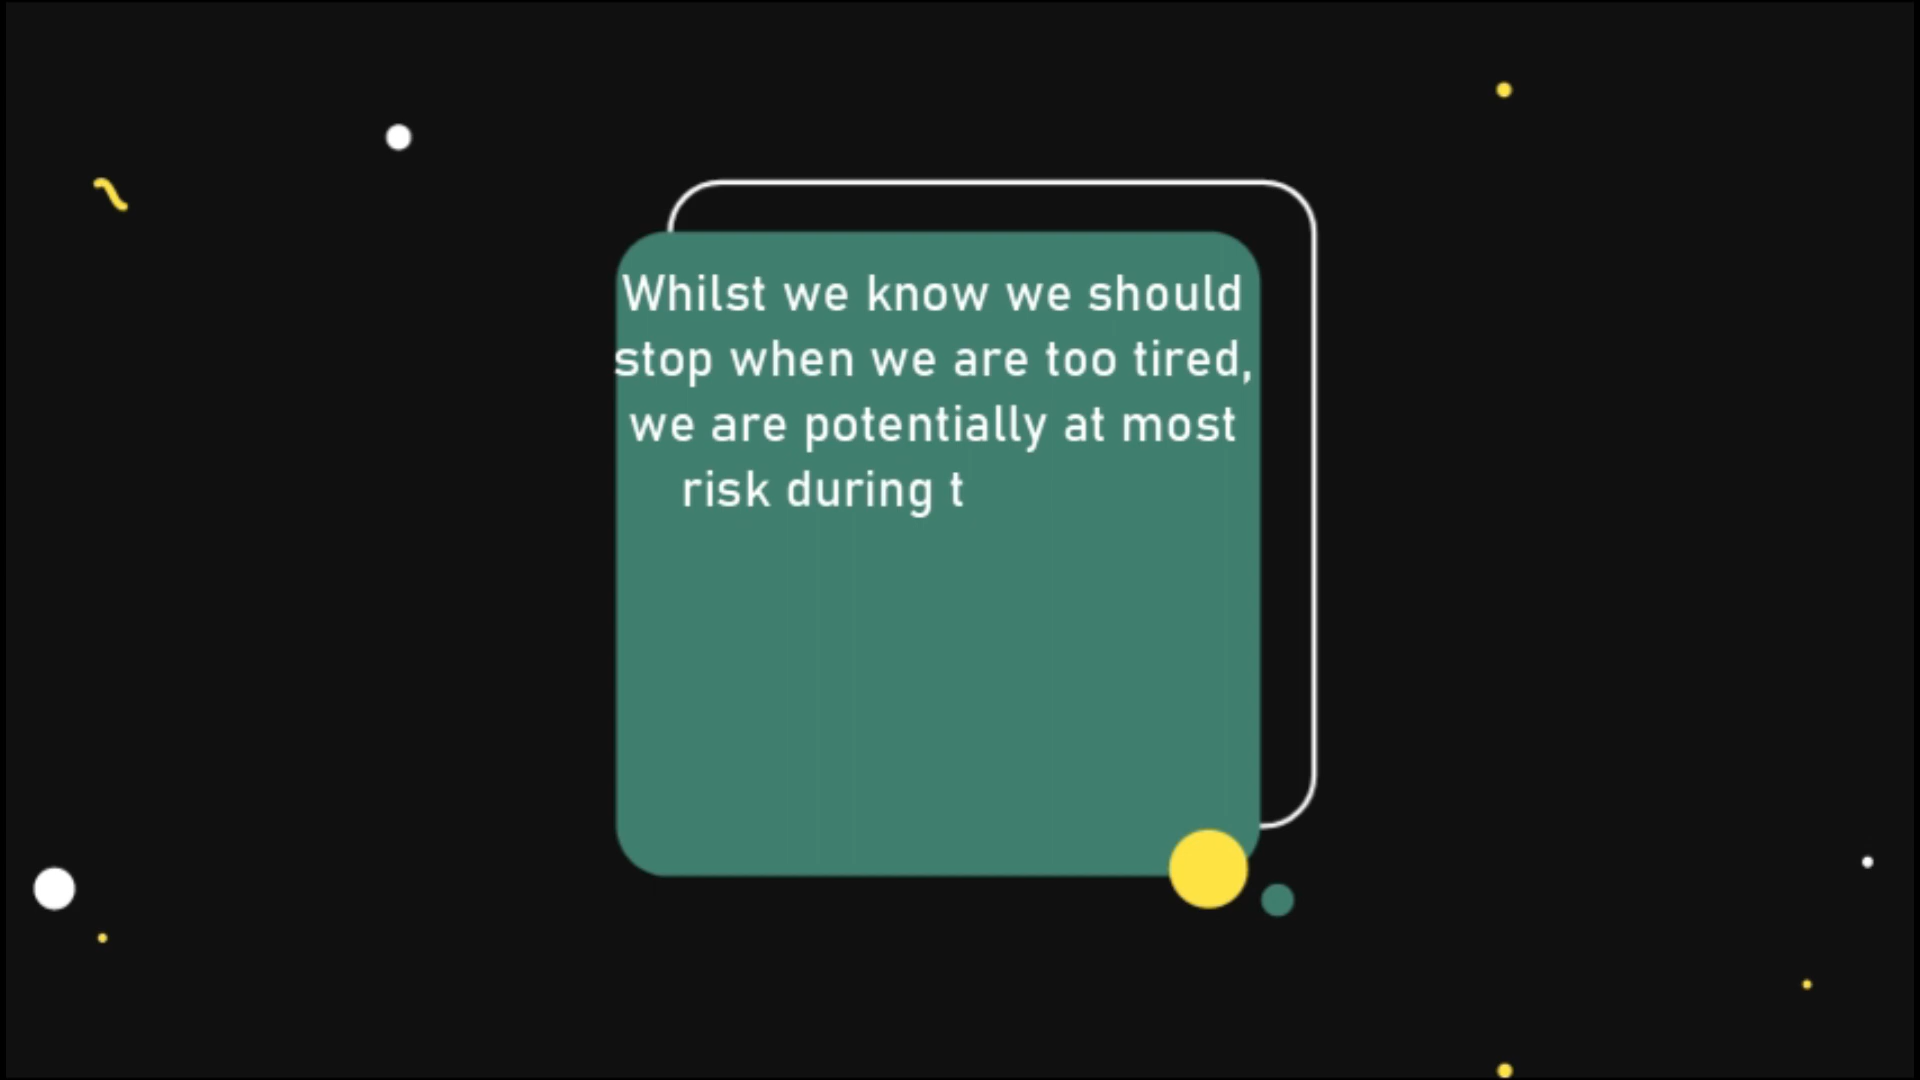 Whilst we know we should
stop when we are too tired,
we are potentially at most
risk during t